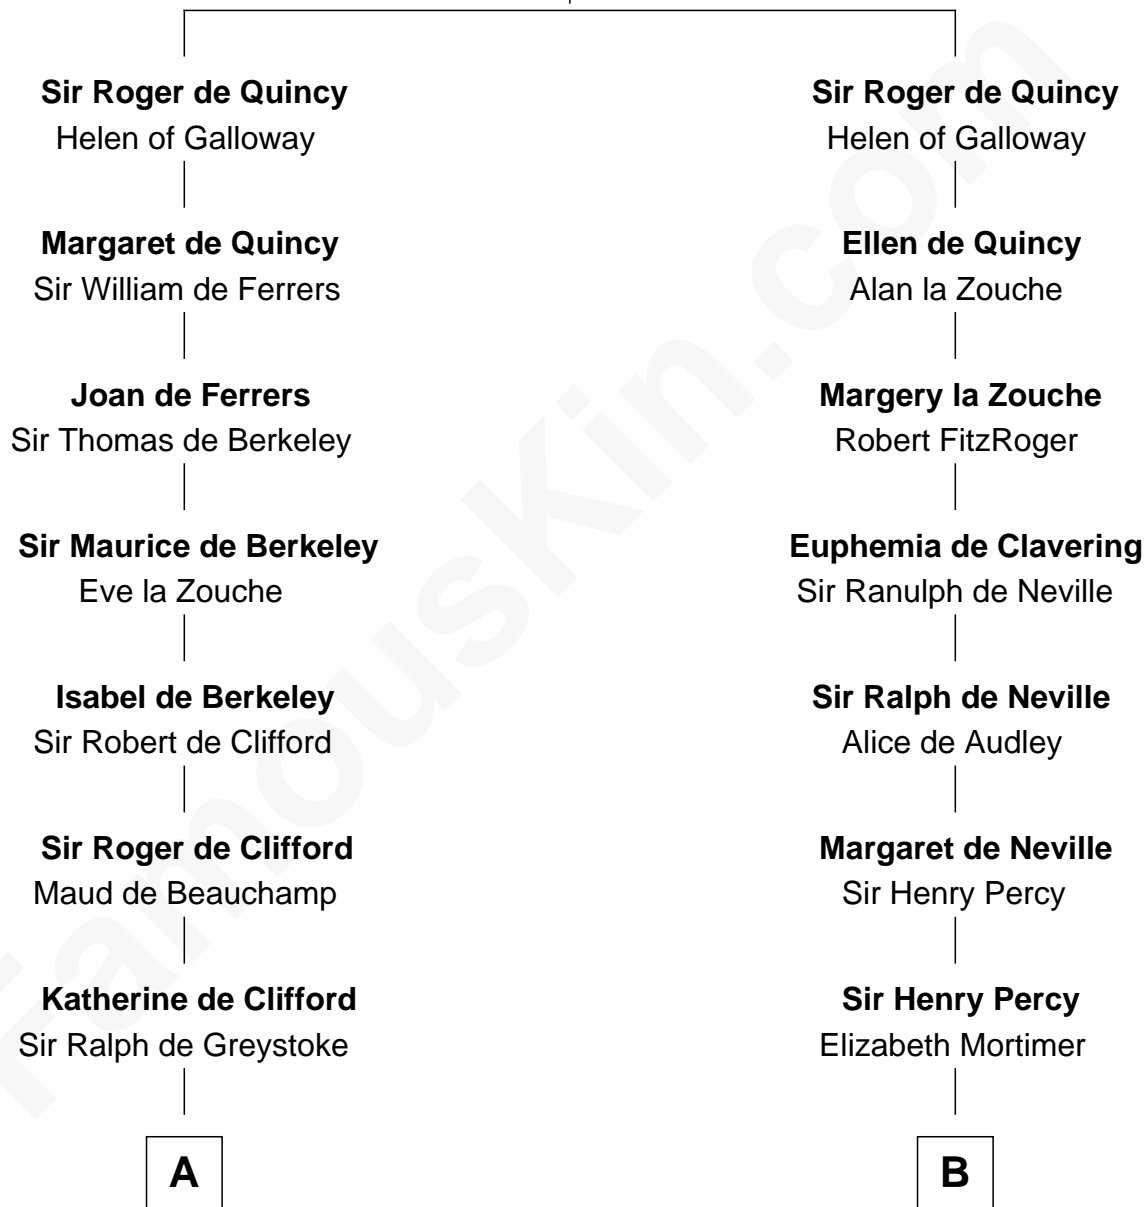 Sir Roger de Quincy
Helen of Galloway
Margaret de Quincy
Sir William de Ferrers
Joan de Ferrers
Sir Thomas de Berkeley
Sir Maurice de Berkeley
Eve la Zouche
Isabel de Berkeley
Sir Robert de Clifford
Sir Roger de Clifford
Maud de Beauchamp
Katherine de Clifford
Sir Ralph de Greystoke
A
Sir Roger de Quincy
Helen of Galloway
Ellen de Quincy
Alan la Zouche
Margery la Zouche
Robert FitzRoger
Euphemia de Clavering
Sir Ranulph de Neville
Sir Ralph de Neville
Alice de Audley
Margaret de Neville
Sir Henry Percy
Sir Henry Percy
Elizabeth Mortimer
B
FamousKin.com